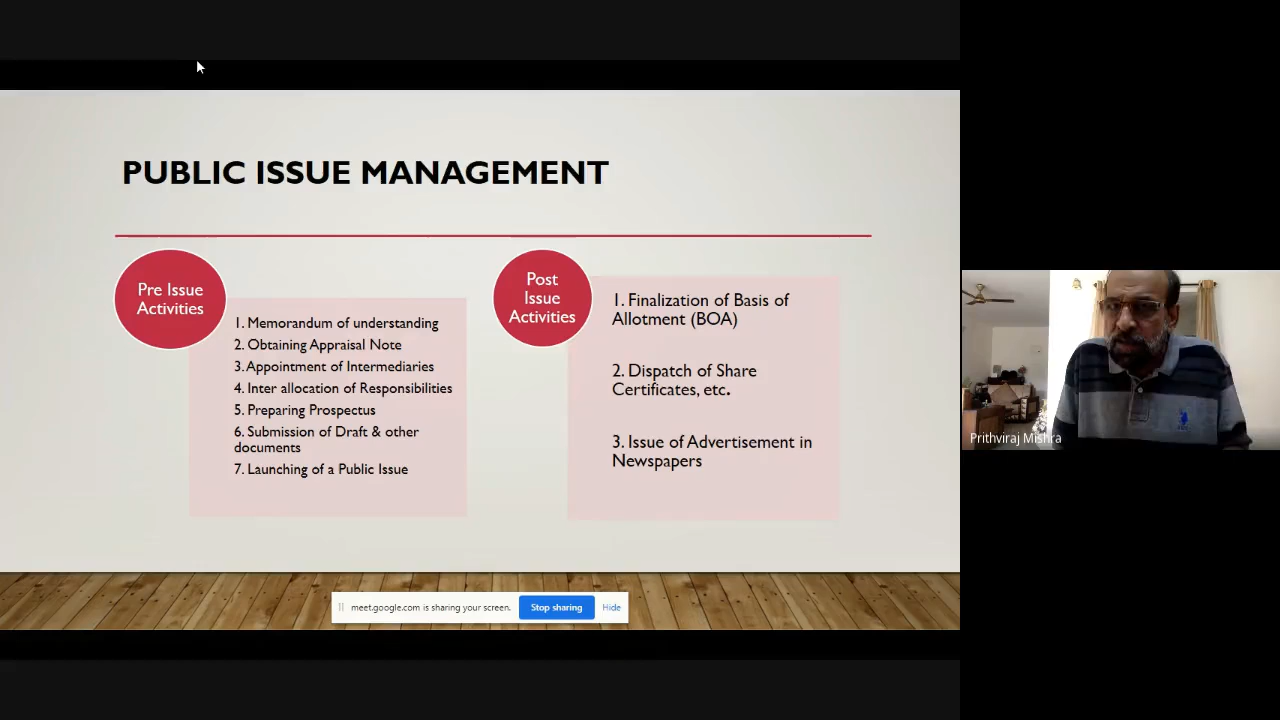 PUBLIC ISSUE MANAGEMENT
Pre Issue
Activities
1. Memorandum of understanding
2. Obtaining Appraisal Note
3. Appointment of Intermediaries
4. Inter allocation of Responsibilities
5. Preparing Prospectus
6. Submission of Draft & other
documents
7. Launching of a Public Issue
Post
Issue
Activities
1. Finalization of Basis of
Allotment (BOA)
2. Dispatch of Share
Certificates, etc.
3. Issue of Advertisement in
Newspapers
meet.google.com is sharing your screen.
Stop sharing
Hide
Prithviraj Mishra